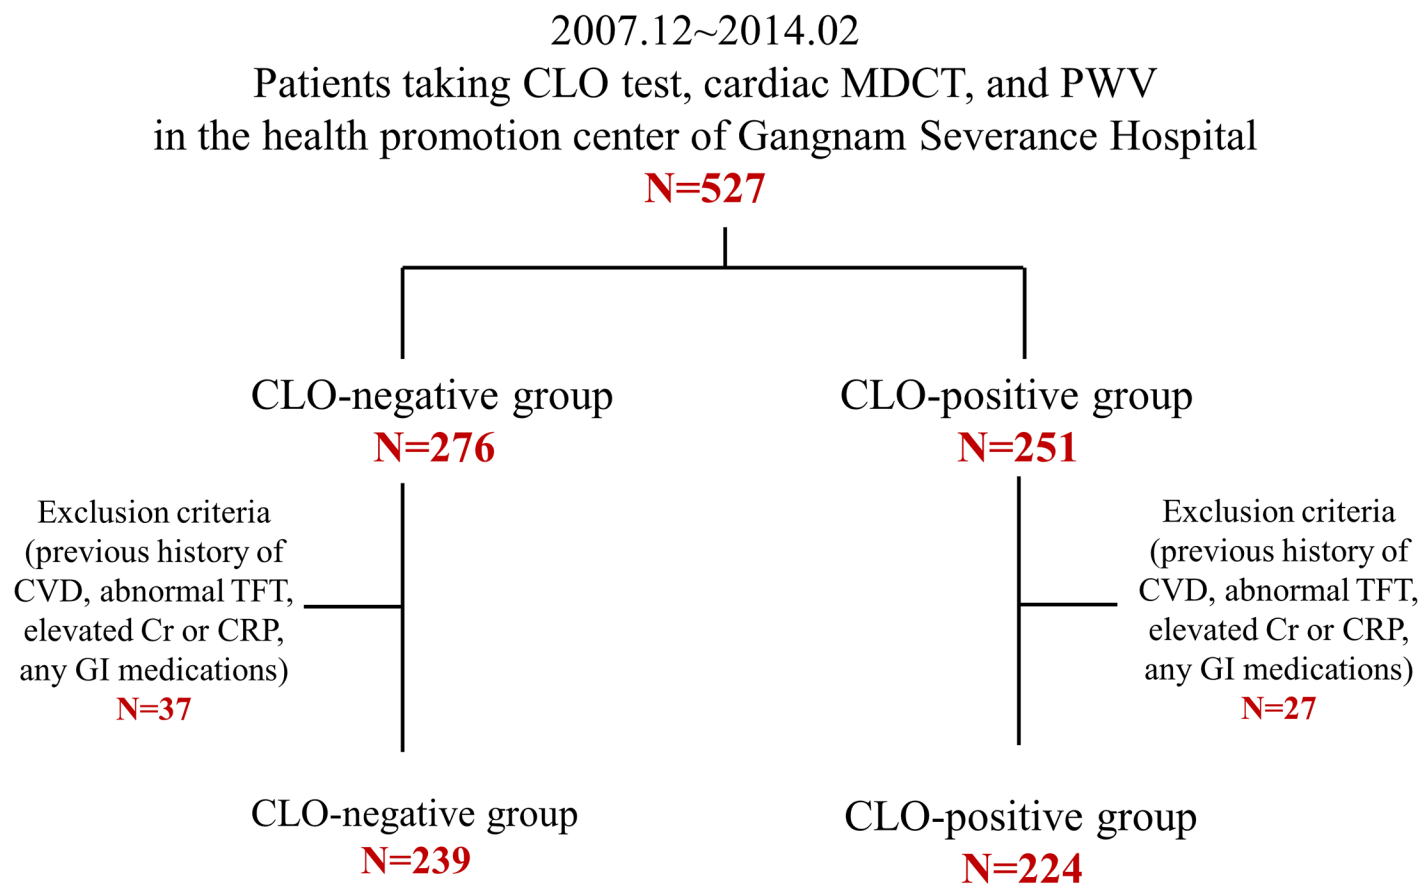 2007.12~2014.02
Patients taking CLO test, cardiac MDCT, and PWV
in the health promotion center of Gangnam Severance Hospital
N=527
CLO-negative group
N=276
CLO-positive group
N=251
Exclusion criteria
(previous history of
CVD, abnormal TFT,
elevated Cr or CRP,
any GI medications)
N=37
Exclusion criteria
(previous history of
CVD, abnormal TFT,
elevated Cr or CRP,
any GI medications)
N=27
CLO-negative group
N=239
CLO-positive group
N=224